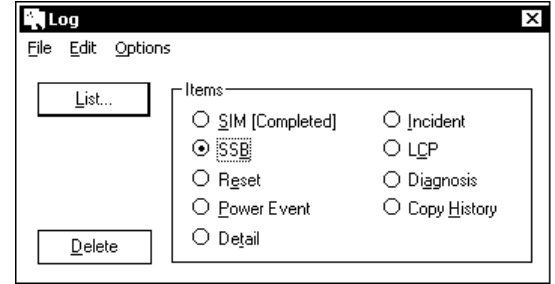 Log
File Edit Options
List...
Items
SIM [Completed]
Incident
SSB
LCP
Reset
Diagnosis
Power Event
Copy History
Detail
Delete